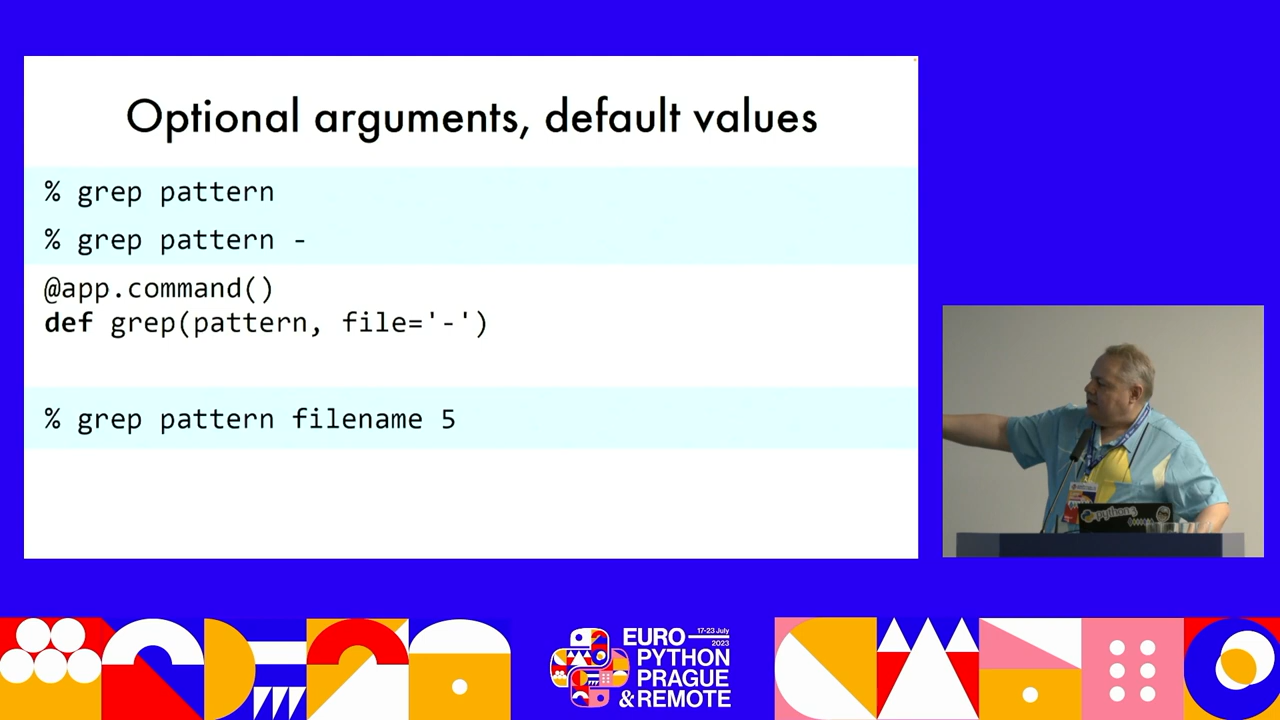 Optional arguments, default values
% grep pattern
% grep pattern -
@app.command()
def grep(pattern, file='-')
% grep pattern filename 5
python
17-23 July
2023
EURO
PYTHON
PRAGUE
& REMOTE